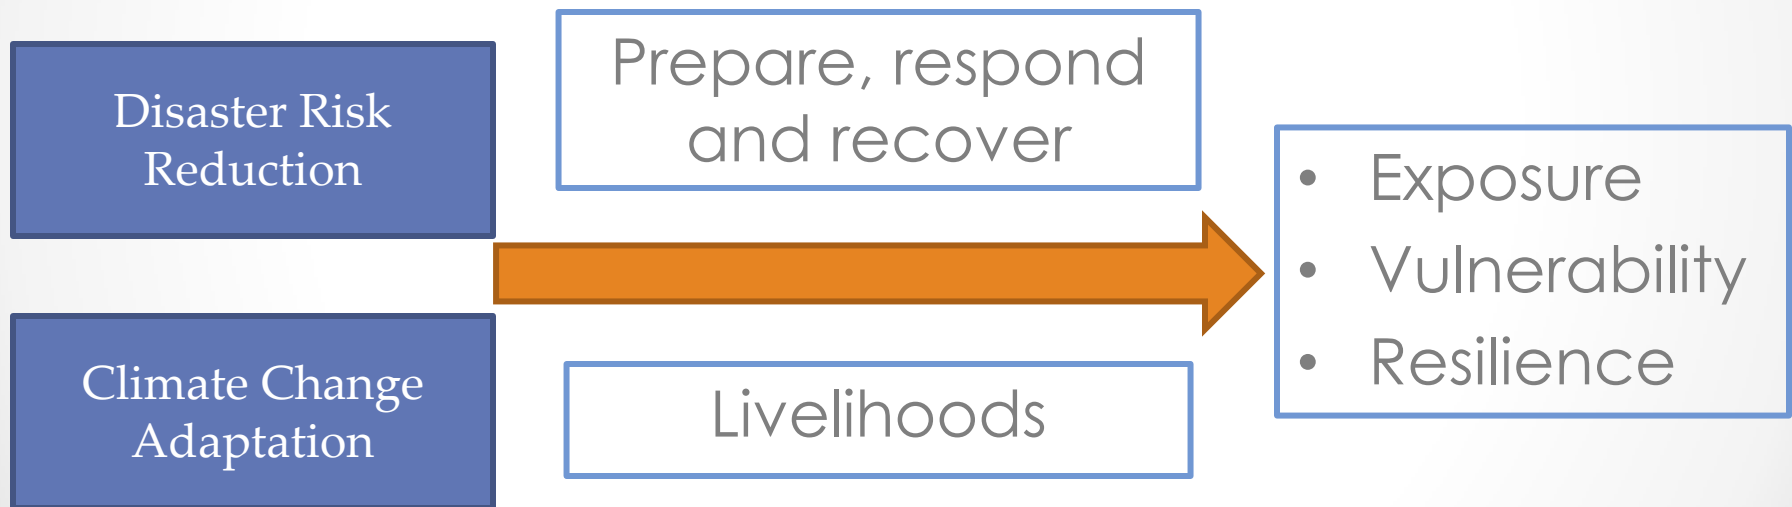 Disaster Risk
Reduction
Prepare, respond
and recover
Climate Change
Adaptation
Livelihoods
• Exposure
• Vulnerability
• Resilience